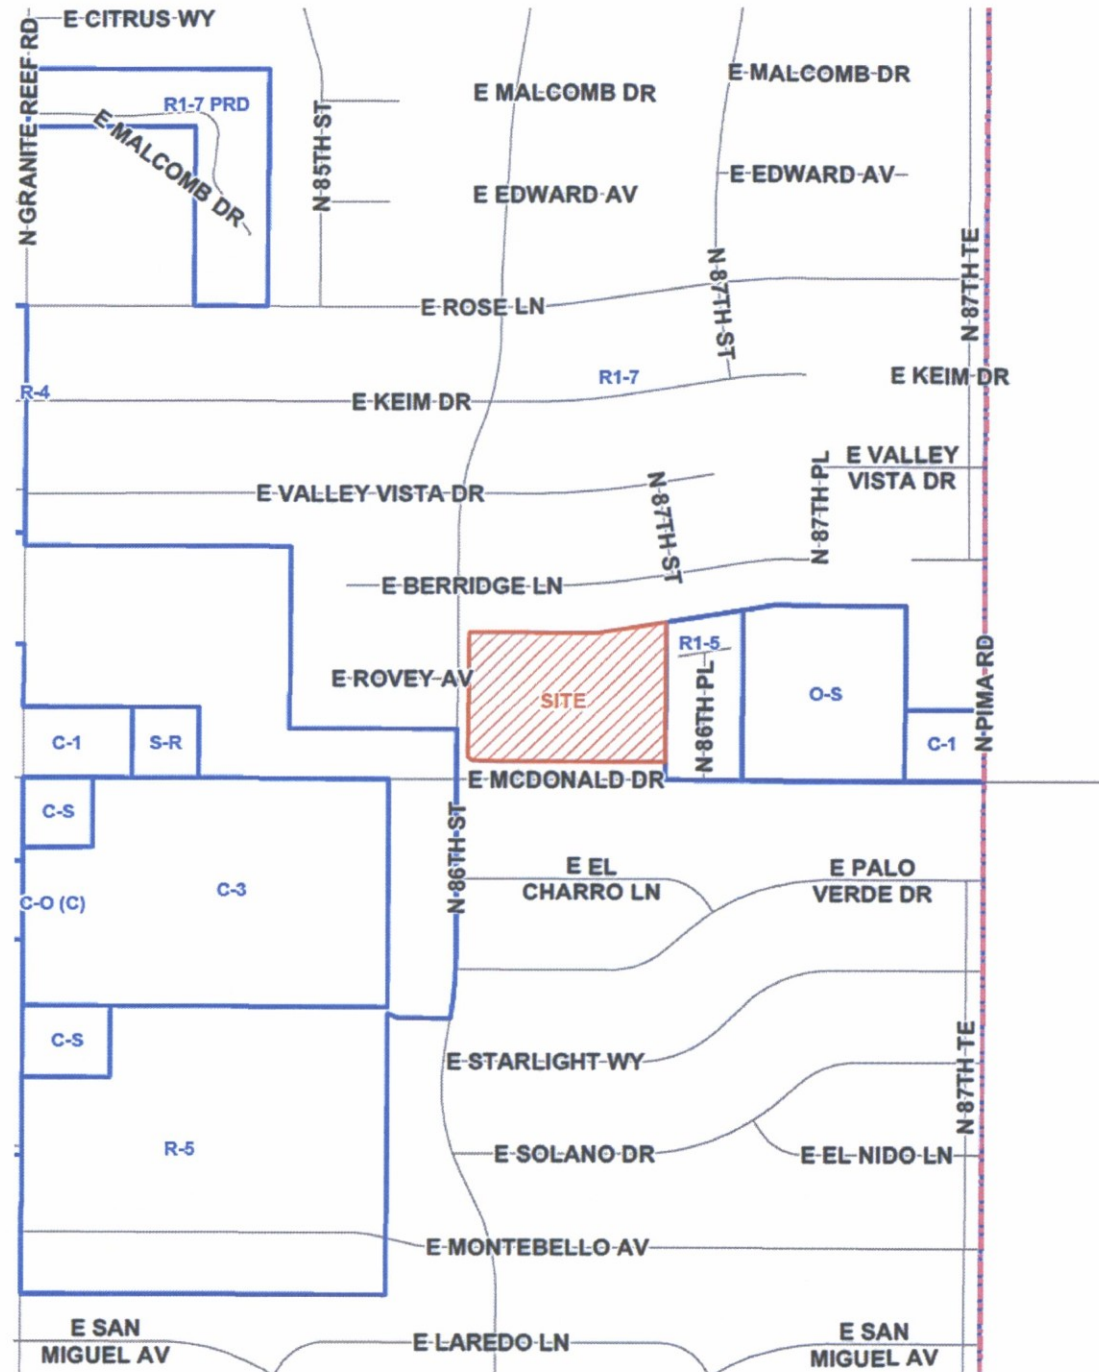 E CITRUS WY
N GRANITE REEF RD
R1-7 PRD
E MALCOMB DR
N 85TH ST
E MALCOMB DR
E MALCOMB DR
E EDWARD AV
E EDWARD AV
N 87TH ST
N 87TH TE
E ROSE LN
R-4
R1-7
E KEIM DR
E KEIM DR
E VALLEY VISTA DR
N 87TH ST
N 87TH PL
E VALLEY
VISTA DR
E BERRIDGE LN
E ROVEY AV
SITE
R1-5
N 86TH PL
O-S
C-1
N PIMA RD
C-1
S-R
E MCDONALD DR
C-S
C-3
C-O (C)
N 86TH ST
E EL
CHARRO LN
E PALO
VERDE DR
C-S
E STARLIGHT WY
N 87TH TE
R-5
E SOLANO DR
E EL NIDO LN
E MONTEBELLO AV
E SAN
MIGUEL AV
E LAREDO LN
E SAN
MIGUEL AV